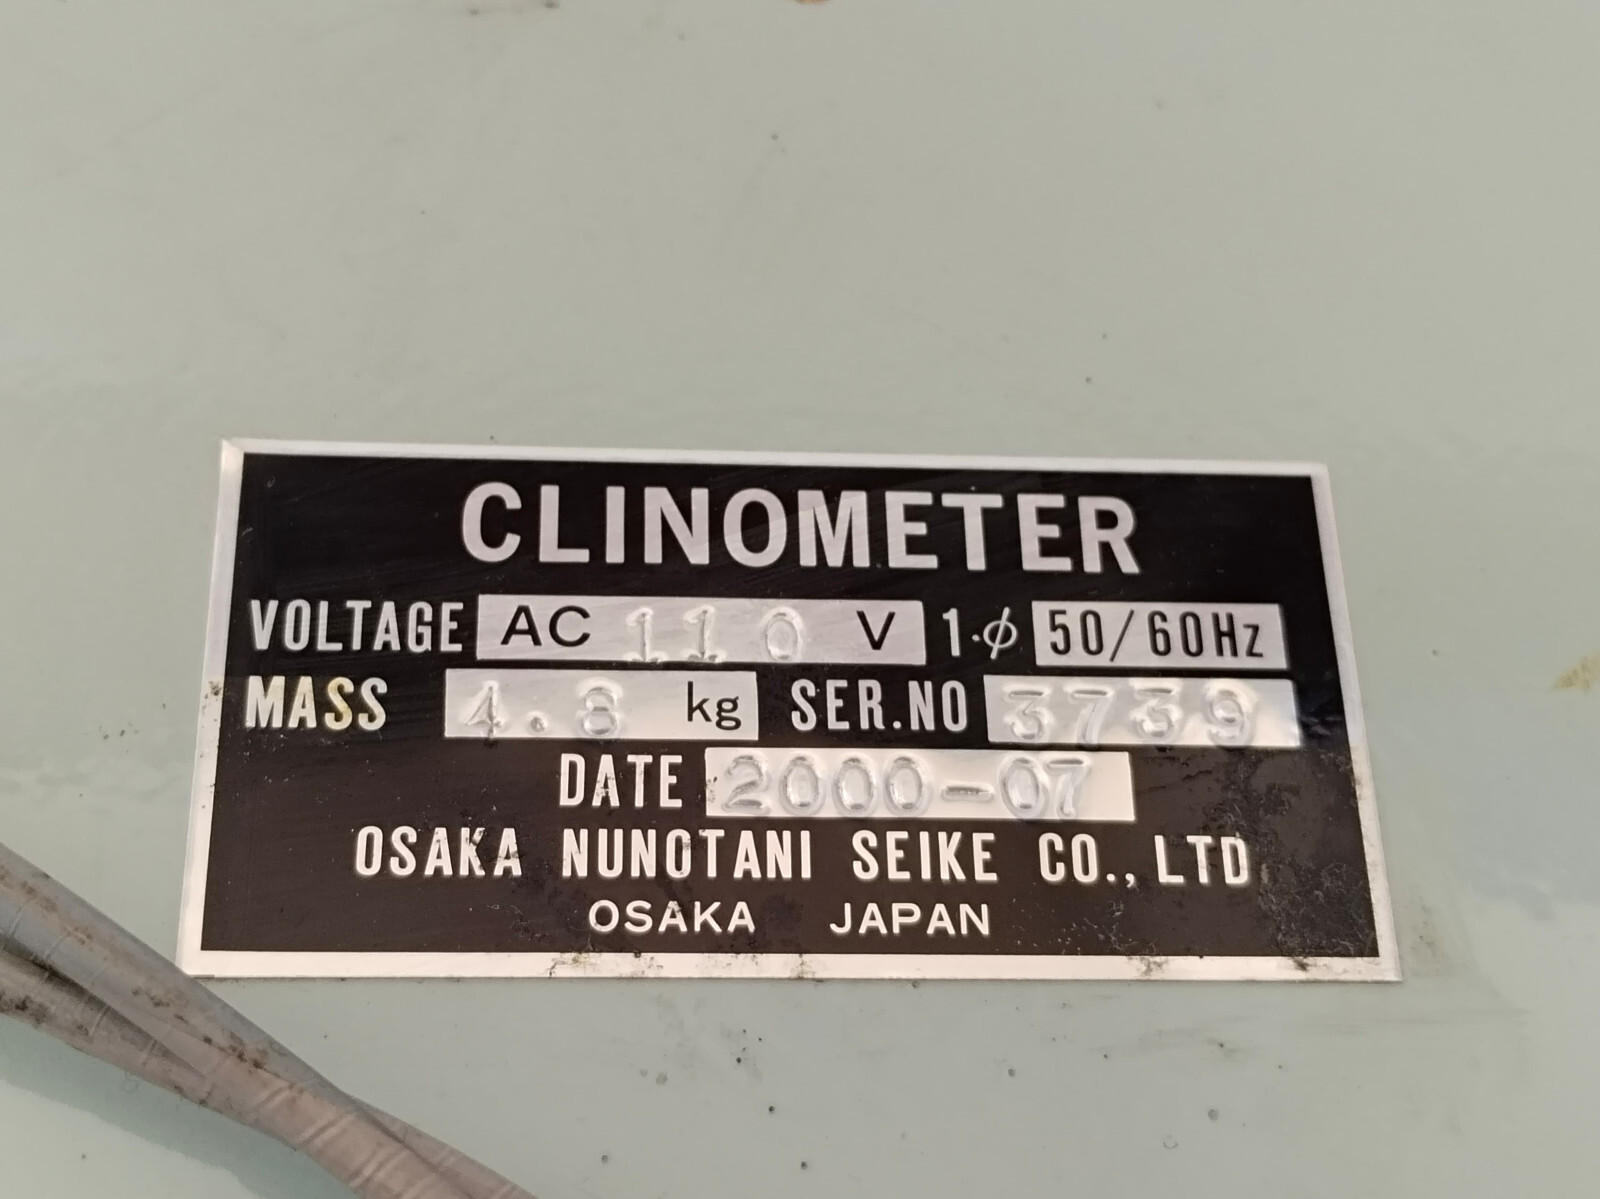 CLINOMETER
VOLTAGE AC 110 V 1·ϕ 50/60Hz
MASS 4.8 kg SER.NO 3739
DATE 2000-07
OSAKA NUNOTANI SEIKE CO., LTD
OSAKA JAPAN